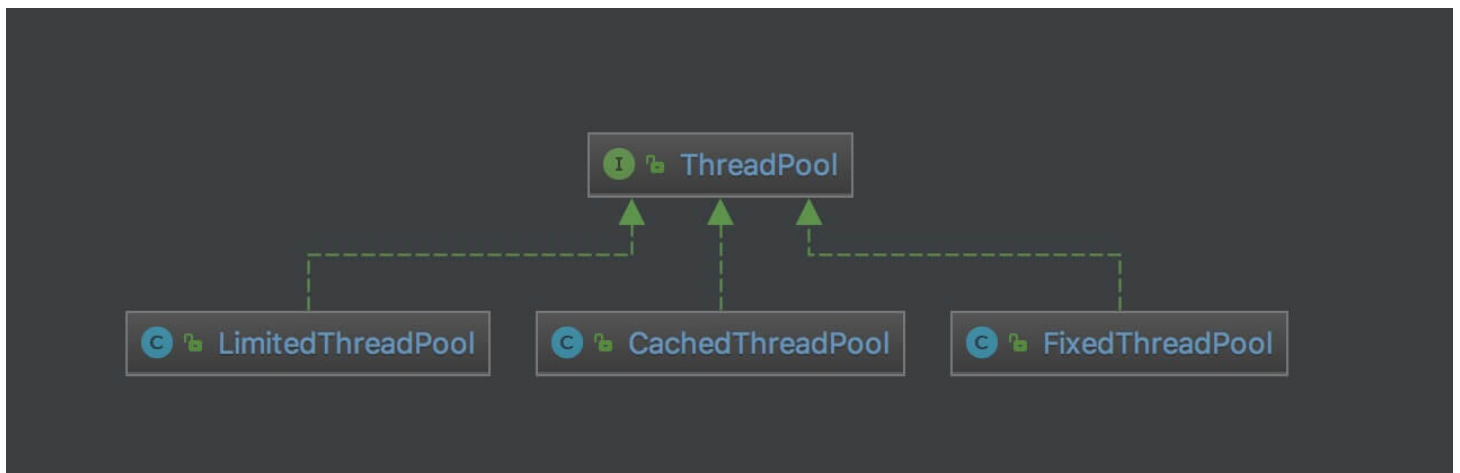 I ThreadPool
C LimitedThreadPool
C CachedThreadPool
C FixedThreadPool